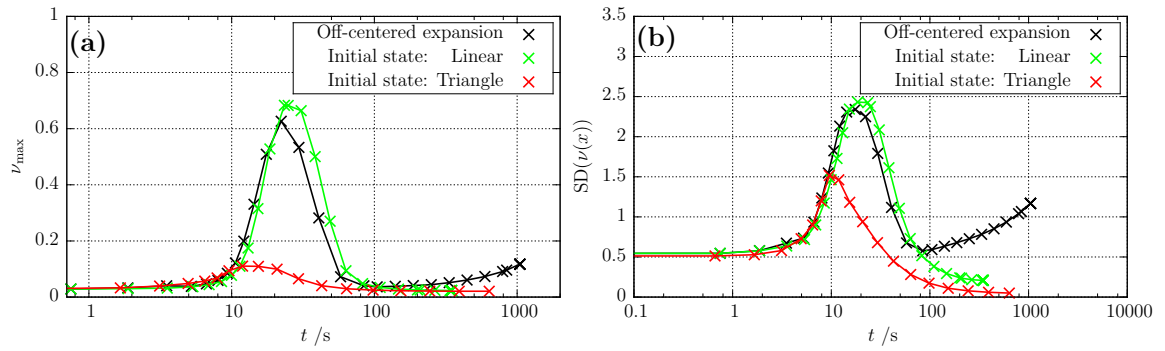 (a)
Off-centered expansion
Initial state: Linear
Initial state: Triangle
1
0.8
0.6
0.4
0.2
0
ν_max
1 10 100 1000
t /s
(b)
Off-centered expansion
Initial state: Linear
Initial state: Triangle
3.5
3
2.5
2
1.5
1
0.5
0
SD(ν(x))
0.1 1 10 100 1000 10000
t /s